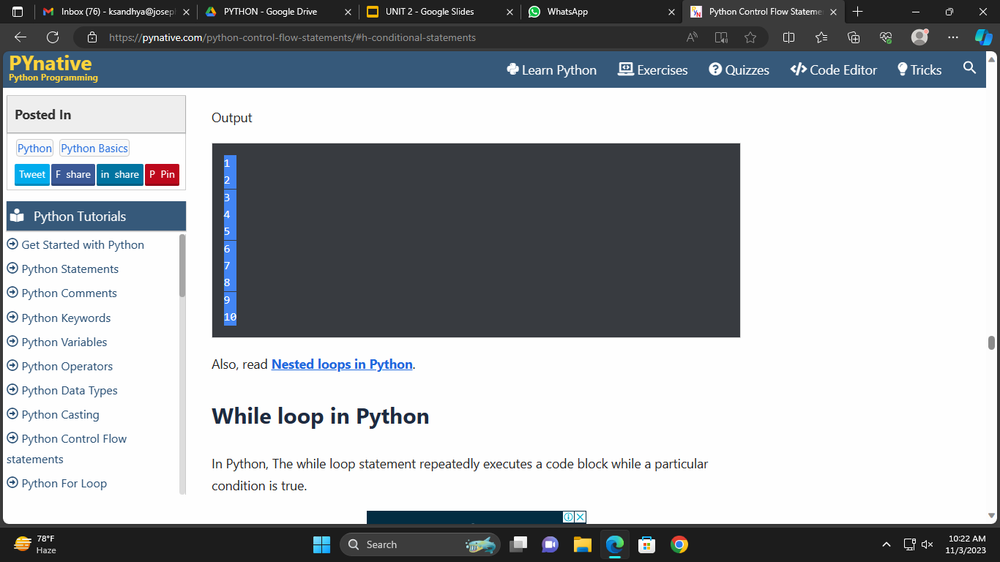 Inbox (76) - ksandhya@josep
PYTHON - Google Drive
UNIT 2 - Google Slides
WhatsApp
Python Control Flow Stateme
https://pynative.com/python-control-flow-statements/#h-conditional-statements
PYnative
Python Programming
Learn Python
Exercises
Quizzes
Code Editor
Tricks
Posted In
Python Python Basics
Tweet F share in share P Pin
Python Tutorials
Get Started with Python
Python Statements
Python Comments
Python Keywords
Python Variables
Python Operators
Python Data Types
Python Casting
Python Control Flow
statements
Python For Loop
Output
1
2
3
4
5
6
7
8
9
10
Also, read Nested loops in Python.
While loop in Python
In Python, The while loop statement repeatedly executes a code block while a particular
condition is true.
78°F
Haze
Search
10:22 AM
11/3/2023